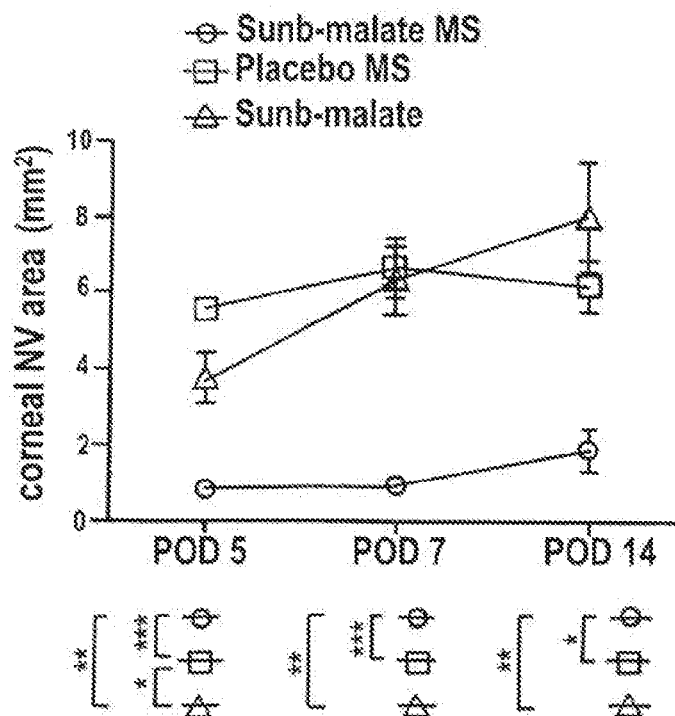 Sunb-malate MS
Placebo MS
Sunb-malate
corneal NV area (mm²)
10
8
6
4
2
0
POD 5 POD 7 POD 14
** *** * ** *** ** *